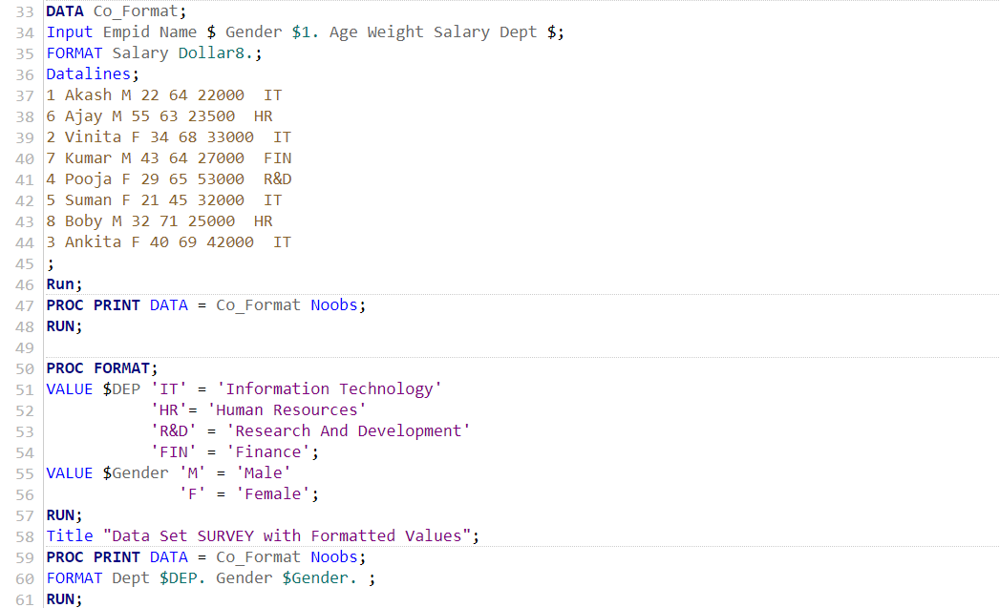 33 DATA Co_Format;
34 Input Empid Name $ Gender $1. Age Weight Salary Dept $;
35 FORMAT Salary Dollar8.;
36 Datalines;
37 1 Akash M 22 64 22000  IT
38 6 Ajay M 55 63 23500  HR
39 2 Vinita F 34 68 33000  IT
40 7 Kumar M 43 64 27000  FIN
41 4 Pooja F 29 65 53000  R&D
42 5 Suman F 21 45 32000  IT
43 8 Boby M 32 71 25000  HR
44 3 Ankita F 40 69 42000  IT
45 ;
46 Run;
47 PROC PRINT DATA = Co_Format Noobs;
48 RUN;
49
50 PROC FORMAT;
51 VALUE $DEP 'IT' = 'Information Technology'
52            'HR'= 'Human Resources'
53            'R&D' = 'Research And Development'
54            'FIN' = 'Finance';
55 VALUE $Gender 'M' = 'Male'
56               'F' = 'Female';
57 RUN;
58 Title "Data Set SURVEY with Formatted Values";
59 PROC PRINT DATA = Co_Format Noobs;
60 FORMAT Dept $DEP. Gender $Gender. ;
61 RUN;